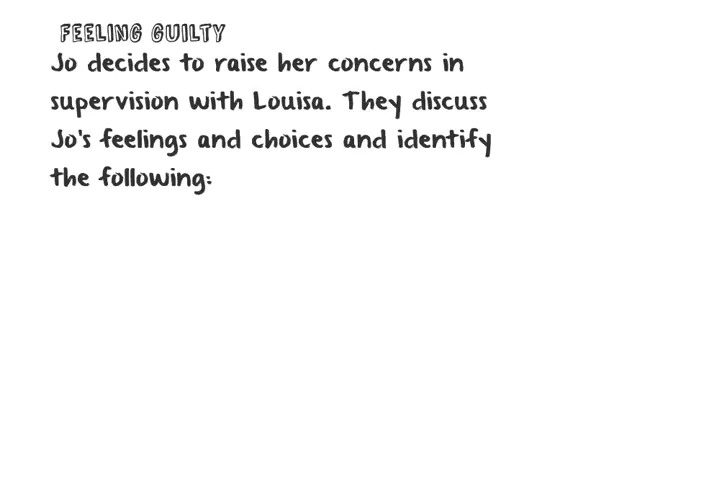 FEELING GUILTY
Jo decides to raise her concerns in
supervision with Louisa. They discuss
Jo's feelings and choices and identify
the following: